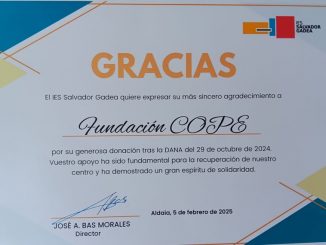 IES
SALVADOR
GADEA
GRACIAS
El IES Salvador Gadea quiere expresar su más sincero agradecimiento a:
Fundación COPE
por su generosa donación tras la DANA del 29 de octubre de 2024.
Vuestro apoyo ha sido fundamental para la recuperación de nuestro
centro y ha demostrado un gran espíritu de solidaridad.
JOSÉ A. BAS MORALES
Director
Aldaia, 5 de febrero de 2025